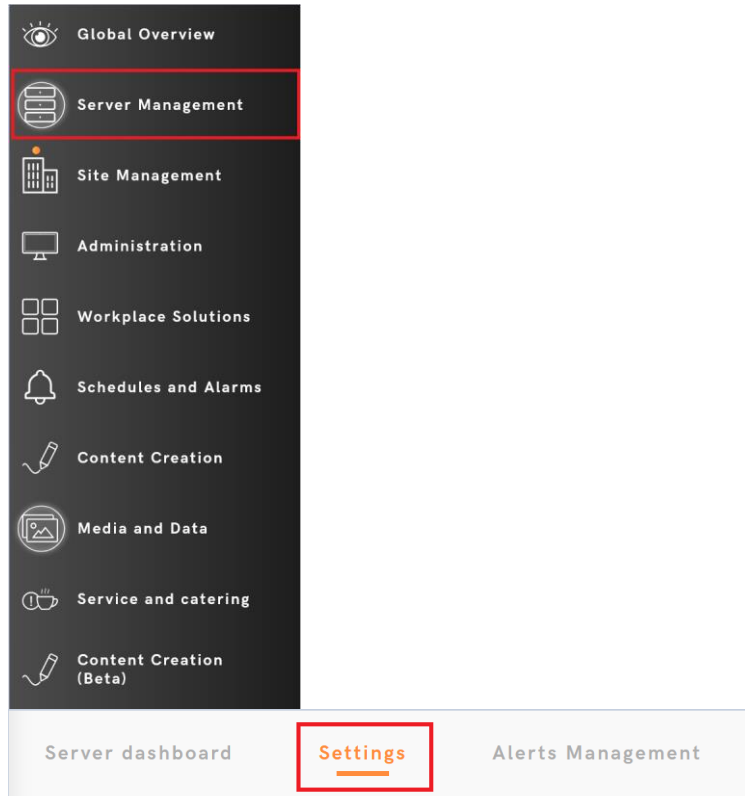 Global Overview
Server Management
Site Management
Administration
Workplace Solutions
Schedules and Alarms
Content Creation
Media and Data
Service and catering
Content Creation
(Beta)
Server dashboard
Settings
Alerts Management